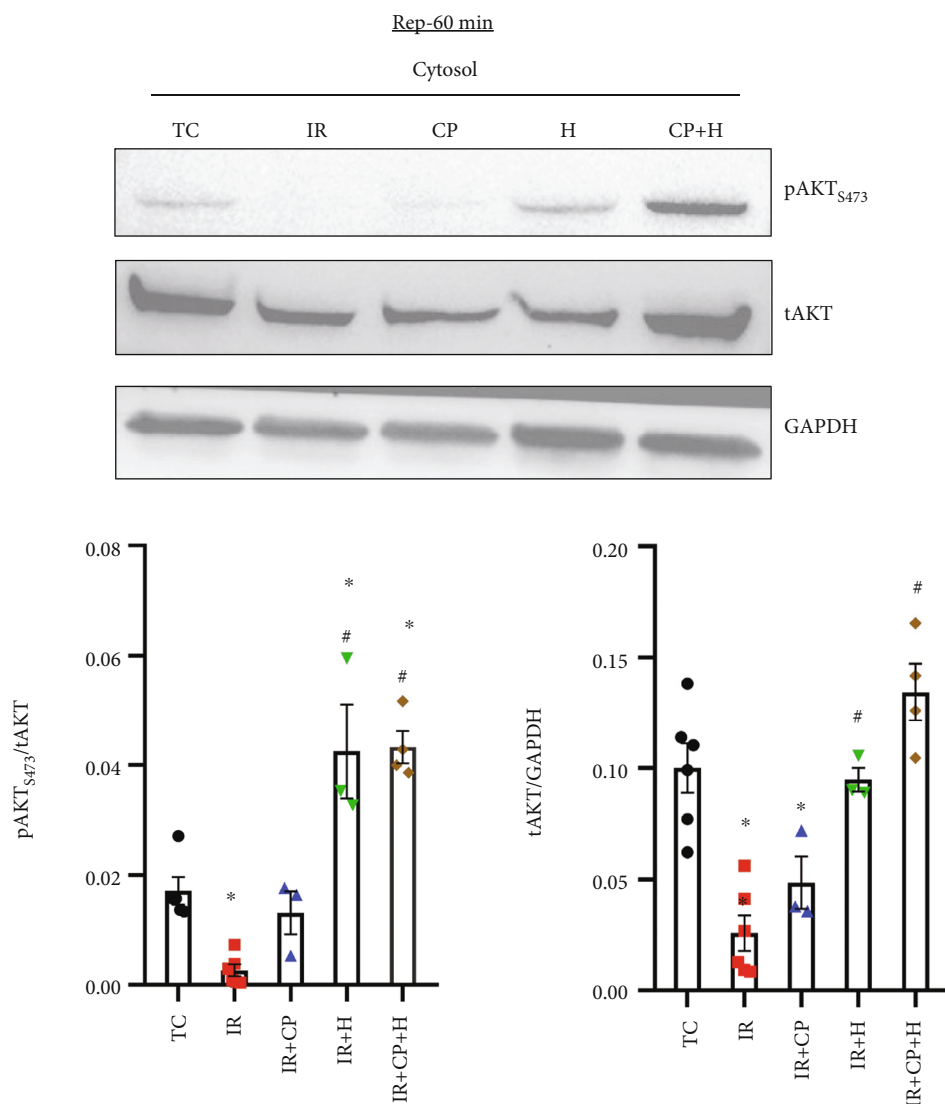 Rep-60 min
Cytosol
TC IR CP H CP+H
pAKT_S473
tAKT
GAPDH
pAKT_S473/tAKT
0.08
0.06
0.04
0.02
0.00
*
*
#
*
#
TC IR IR+CP IR+H IR+CP+H
tAKT/GAPDH
0.20
0.15
0.10
0.05
0.00
*
*
*
#
#
TC IR IR+CP IR+H IR+CP+H